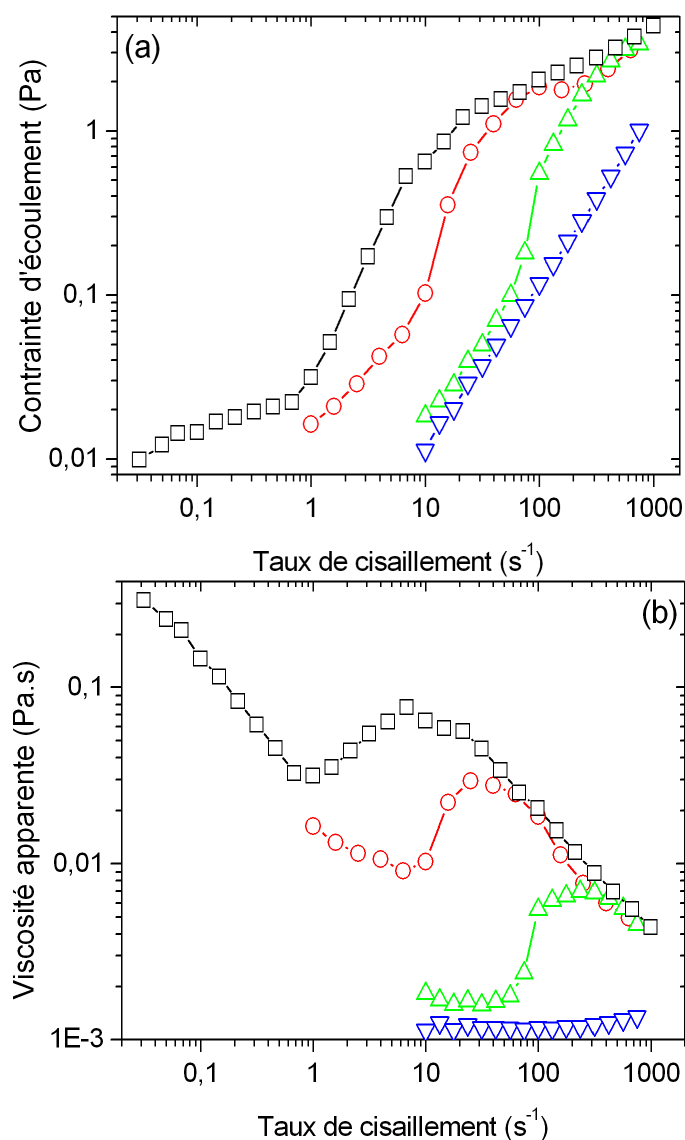 (a)
Contrainte d'écoulement (Pa)
1
0,1
0,01
0,1 1 10 100 1000
Taux de cisaillement (s⁻¹)
(b)
Viscosité apparente (Pa.s)
0,1
0,01
1E-3
0,1 1 10 100 1000
Taux de cisaillement (s⁻¹)